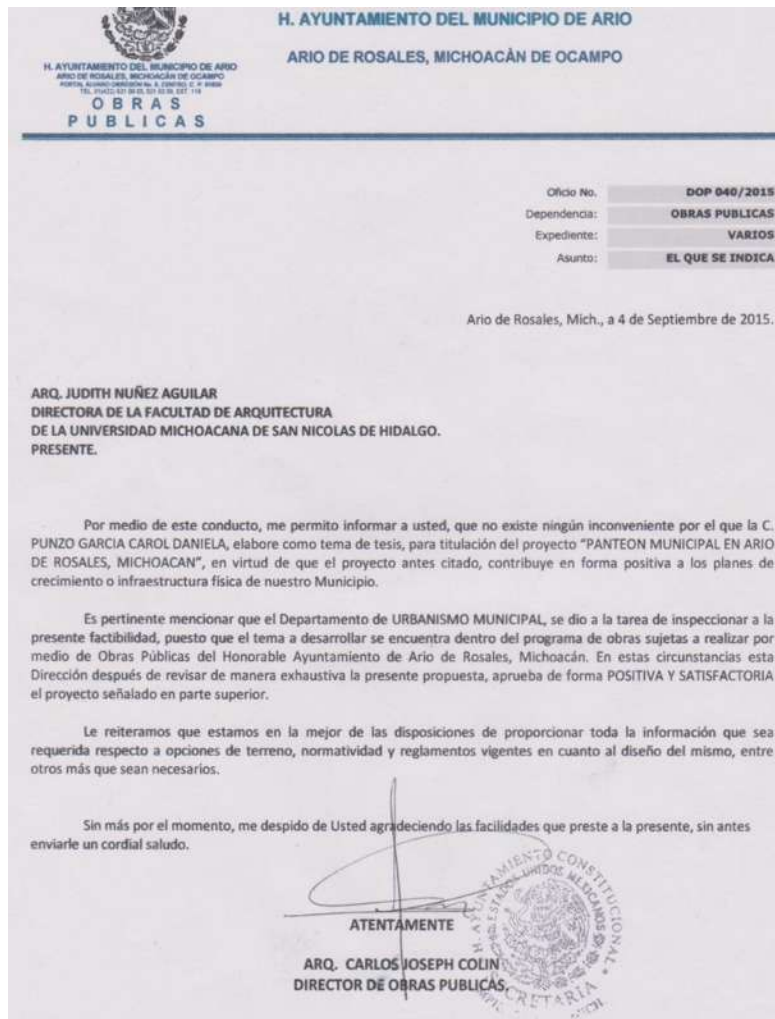 H. AYUNTAMIENTO DEL MUNICIPIO DE ARIO
ARIO DE ROSALES, MICHOACÁN DE OCAMPO
H. AYUNTAMIENTO DEL MUNICIPIO DE ARIO
ARIO DE ROSALES, MICHOACÁN DE OCAMPO
OBRAS
PUBLICAS
Oficio No. DOP 040/2015
Dependencia: OBRAS PUBLICAS
Expediente: VARIOS
Asunto: EL QUE SE INDICA
Ario de Rosales, Mich., a 4 de Septiembre de 2015.
ARQ. JUDITH NUÑEZ AGUILAR
DIRECTORA DE LA FACULTAD DE ARQUITECTURA
DE LA UNIVERSIDAD MICHOACANA DE SAN NICOLAS DE HIDALGO.
PRESENTE.
Por medio de este conducto, me permito informar a usted, que no existe ningún inconveniente por el que la C.
PUNZO GARCIA CAROL DANIELA, elabore como tema de tesis, para titulación del proyecto "PANTEON MUNICIPAL EN ARIO
DE ROSALES, MICHOACAN", en virtud de que el proyecto antes citado, contribuye en forma positiva a los planes de
crecimiento o infraestructura física de nuestro Municipio.
Es pertinente mencionar que el Departamento de URBANISMO MUNICIPAL, se dio a la tarea de inspeccionar a la
presente factibilidad, puesto que el tema a desarrollar se encuentra dentro del programa de obras sujetas a realizar por
medio de Obras Públicas del Honorable Ayuntamiento de Ario de Rosales, Michoacán. En estas circunstancias esta
Dirección después de revisar de manera exhaustiva la presente propuesta, aprueba de forma POSITIVA Y SATISFACTORIA
el proyecto señalado en parte superior.
Le reiteramos que estamos en la mejor de las disposiciones de proporcionar toda la información que sea
requerida respecto a opciones de terreno, normatividad y reglamentos vigentes en cuanto al diseño del mismo, entre
otros más que sean necesarios.
Sin más por el momento, me despido de Usted agradeciendo las facilidades que preste a la presente, sin antes
enviarle un cordial saludo.
ATENTAMENTE
ARQ. CARLOS JOSEPH COLIN
DIRECTOR DE OBRAS PUBLICAS.
H. AYUNTAMIENTO CONSTITUCIONAL
ESTADOS UNIDOS MEXICANOS
SECRETARIA